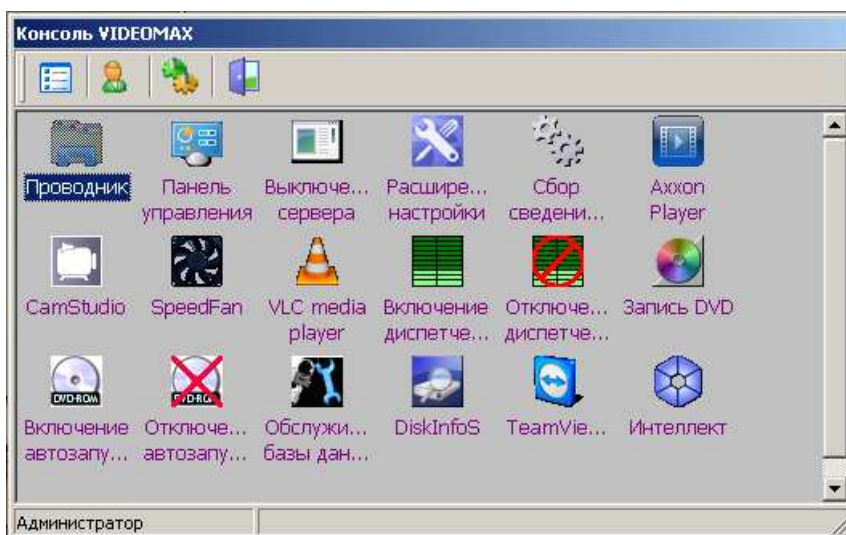 Консоль VIDEOMAX
Проводник
Панель
управления
Выключе...
сервера
Расшире...
настройки
Сбор
сведени...
Axxon
Player
CamStudio
SpeedFan
VLC media
player
Включение
диспетче...
Отключе...
диспетче...
Запись DVD
DVD-ROM
Включение
автозапу...
Отключе...
автозапу...
Обслужи...
базы дан...
DiskInfoS
TeamVie...
Интеллект
Администратор